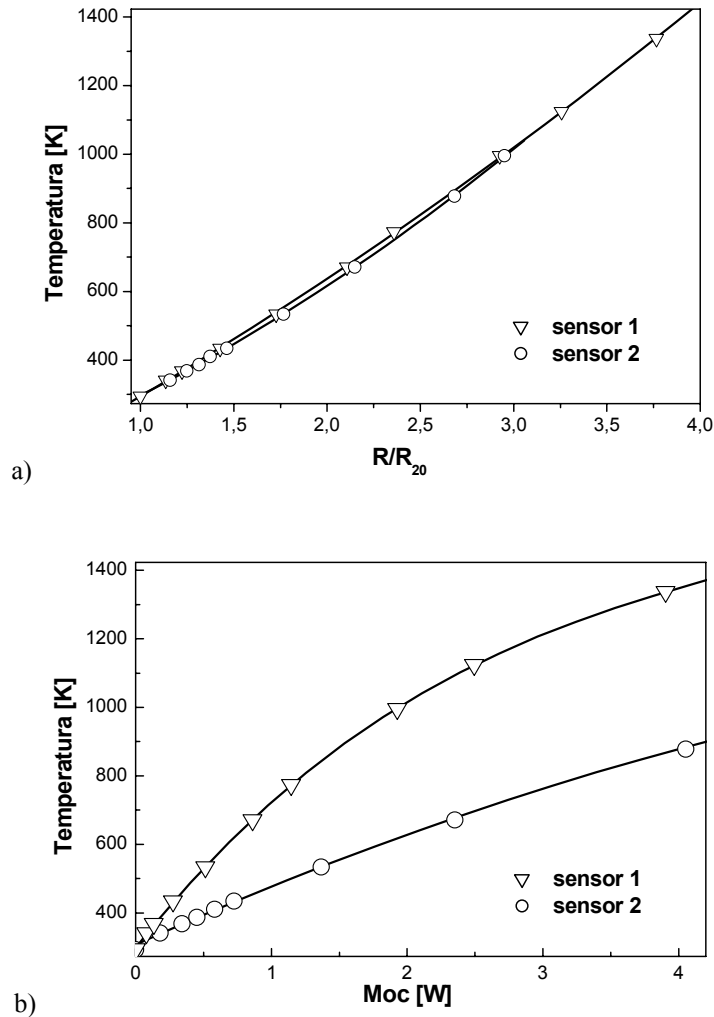 1400
1200
1000
800
600
400
Temperatura [K]
sensor 1
sensor 2
1,0 1,5 2,0 2,5 3,0 3,5 4,0
R/R20
a)
1400
1200
1000
800
600
400
Temperatura [K]
sensor 1
sensor 2
0 1 2 3 4
Moc [W]
b)